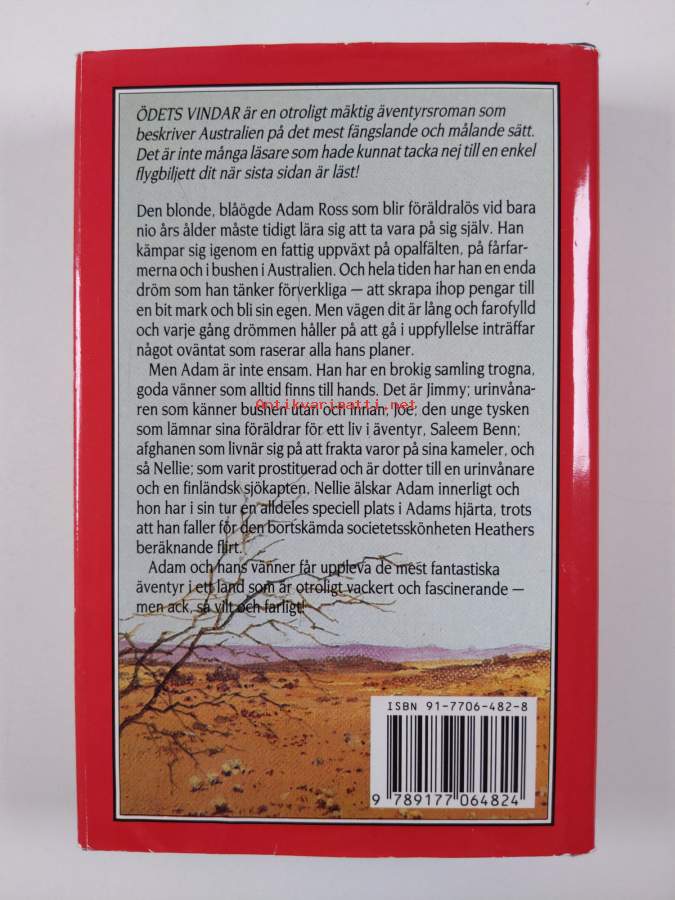 ÖDETS VINDAR är en otroligt mäktig äventyrsroman som
beskriver Australien på det mest fängslande och målande sätt.
Det är inte många läsare som hade kunnat tacka nej till en enkel
flygbiljett dit när sista sidan är läst!
Den blonde, blåögde Adam Ross som blir föräldralös vid bara
nio års ålder måste tidigt lära sig att ta vara på sig själv. Han
kämpar sig igenom en fattig uppväxt på opalfälten, på fårfar-
merna och i bushen i Australien. Och hela tiden har han en enda
dröm som han tänker förverkliga — att skrapa ihop pengar till
en bit mark och bli sin egen. Men vägen dit är lång och farofylld
och varje gång drömmen håller på att gå i uppfyllelse inträffar
något oväntat som raserar alla hans planer.
Men Adam är inte ensam. Han har en brokig samling trogna,
goda vänner som alltid finns till hands. Det är Jimmy; urinvåna-
ren som känner bushen utan och innan, Joe; den unge tysken
Antikvariaatti.net
som lämnar sina föräldrar för ett liv i äventyr, Saleem Benn;
afghanen som livnär sig på att frakta varor på sina kameler, och
så Nellie; som varit prostituerad och är dotter till en urinvånare
och en finländsk sjökapten. Nellie älskar Adam innerligt och
hon har i sin tur en alldeles speciell plats i Adams hjärta, trots
att han faller för den bortskämda societetsskönheten Heathers
beräknande flirt.
Adam och hans vänner får uppleva de mest fantastiska
äventyr i ett land som är otroligt vackert och fascinerande —
men ack, så vilt och farligt!
ISBN 91-7706-482-8
9 789177 064824